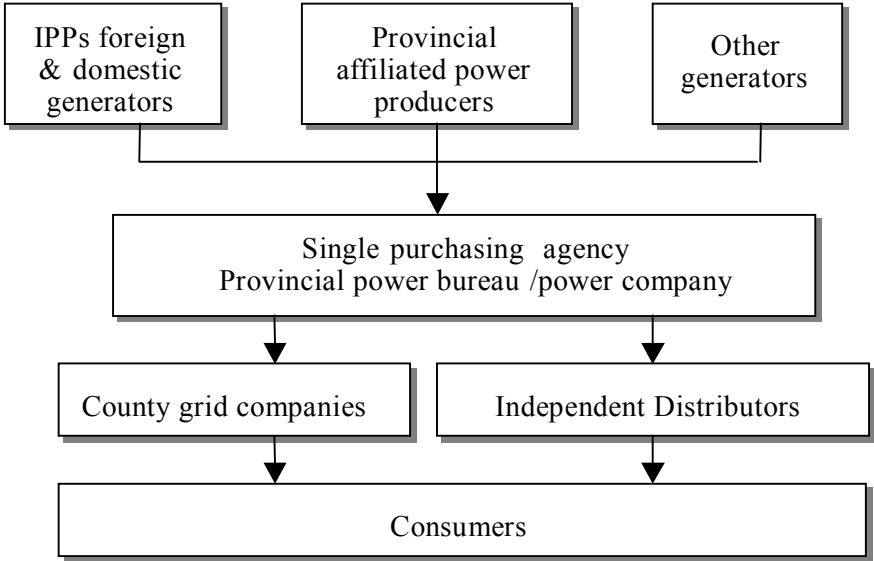 IPPs foreign
& domestic
generators
Provincial
affiliated power
producers
Other
generators
Single purchasing agency
Provincial power bureau /power company
County grid companies
Independent Distributors
Consumers